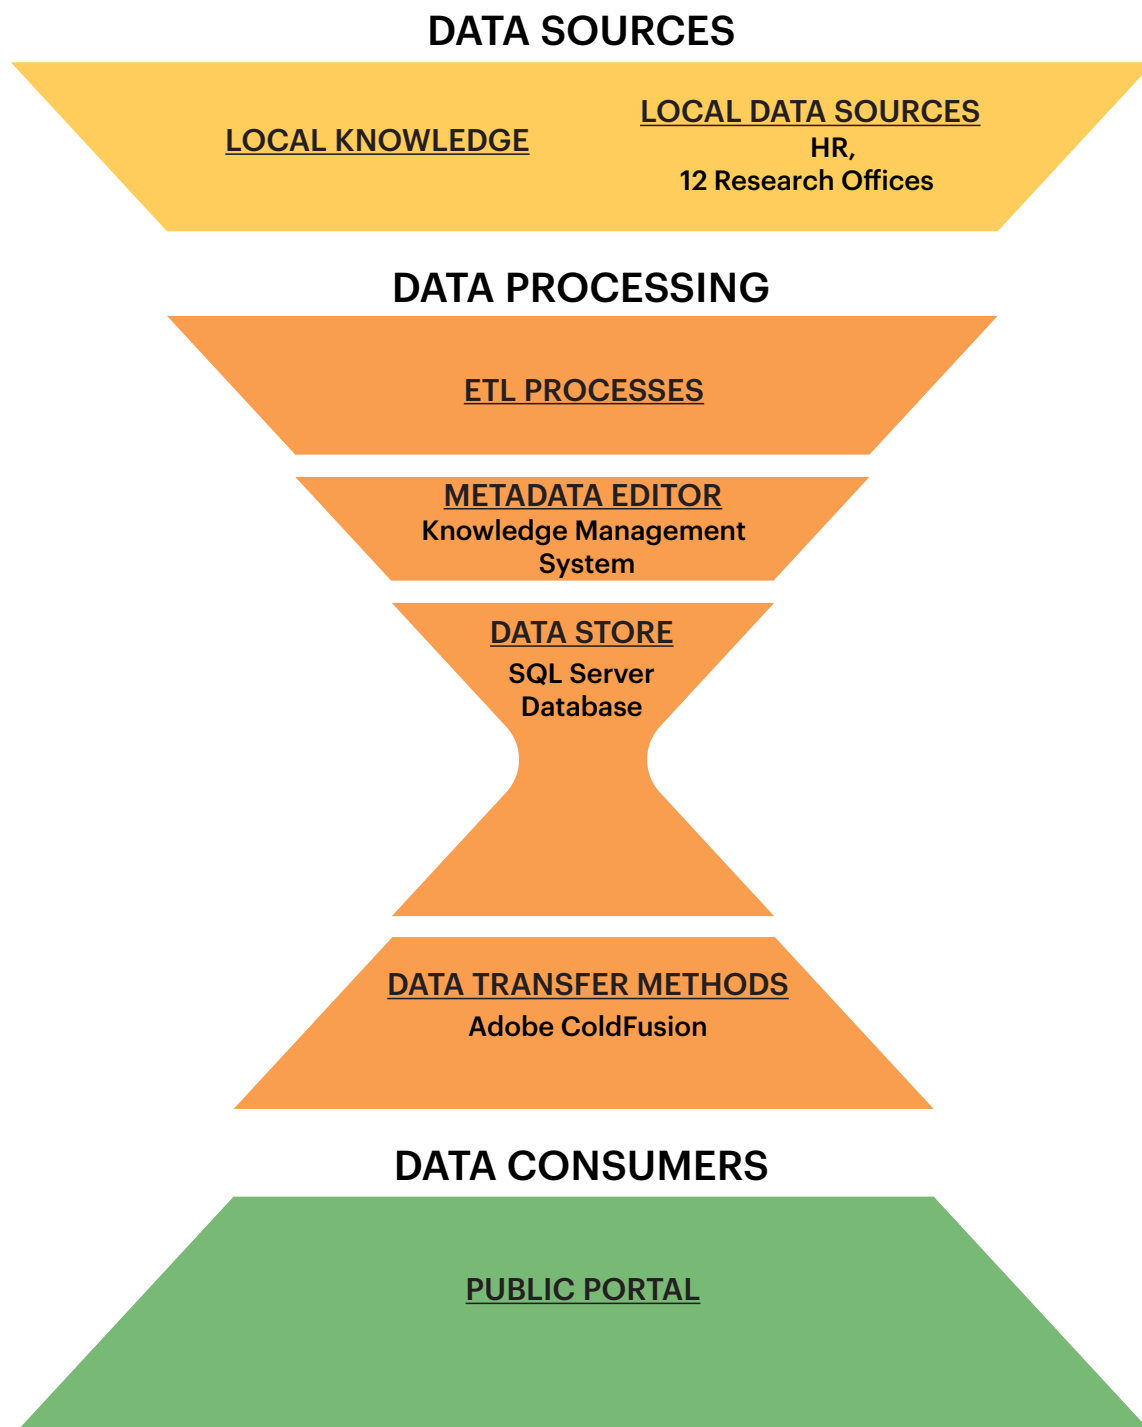 DATA SOURCES
LOCAL KNOWLEDGE
LOCAL DATA SOURCES
HR,
12 Research Offices
DATA PROCESSING
ETL PROCESSES
METADATA EDITOR
Knowledge Management
System
DATA STORE
SQL Server
Database
DATA TRANSFER METHODS
Adobe ColdFusion
DATA CONSUMERS
PUBLIC PORTAL